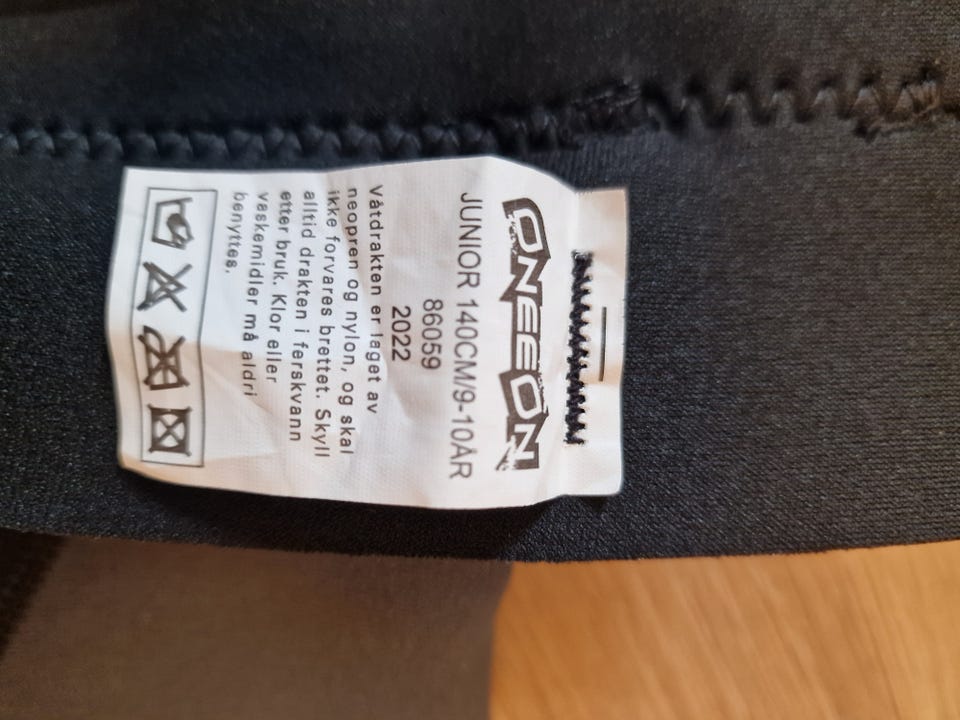 ONEEON
JUNIOR 140CM/9-10ÅR
86059
2022
Våtdrakten er laget av
neopren og nylon, og skal
ikke forvares brettet. Skyll
alltid drakten i ferskvann
etter bruk. Klor eller
vaskemidler må aldri
benyttes.